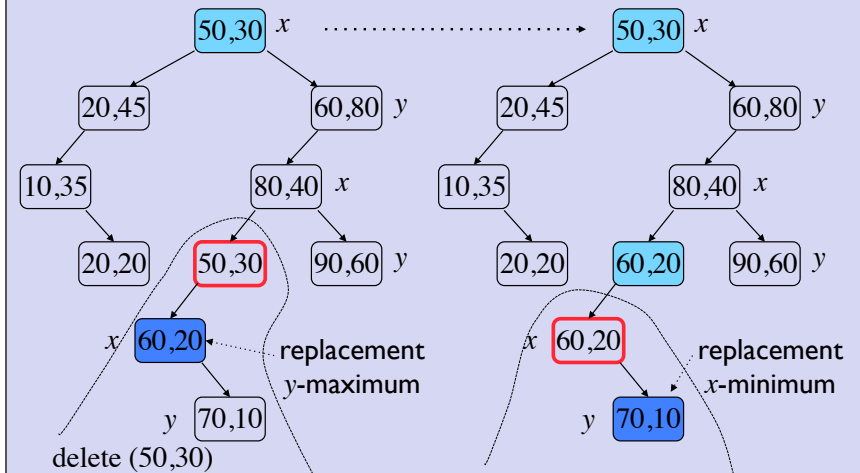 50,30 x
20,45
60,80 y
10,35
80,40 x
20,20
50,30
90,60 y
x 60,20
replacement
y-maximum
y 70,10
delete (50,30)
50,30 x
20,45
60,80 y
10,35
80,40 x
20,20
60,20
90,60 y
x 60,20
replacement
x-minimum
y 70,10